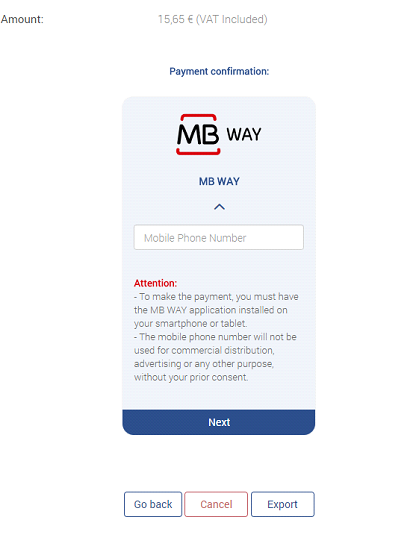 Amount: 15,65 € (VAT Included)
Payment confirmation:
MB WAY
MB WAY
Mobile Phone Number
Attention:
- To make the payment, you must have
the MB WAY application installed on
your smartphone or tablet.
- The mobile phone number will not be
used for commercial distribution,
advertising or any other purpose,
without your prior consent.
Next
Go back Cancel Export